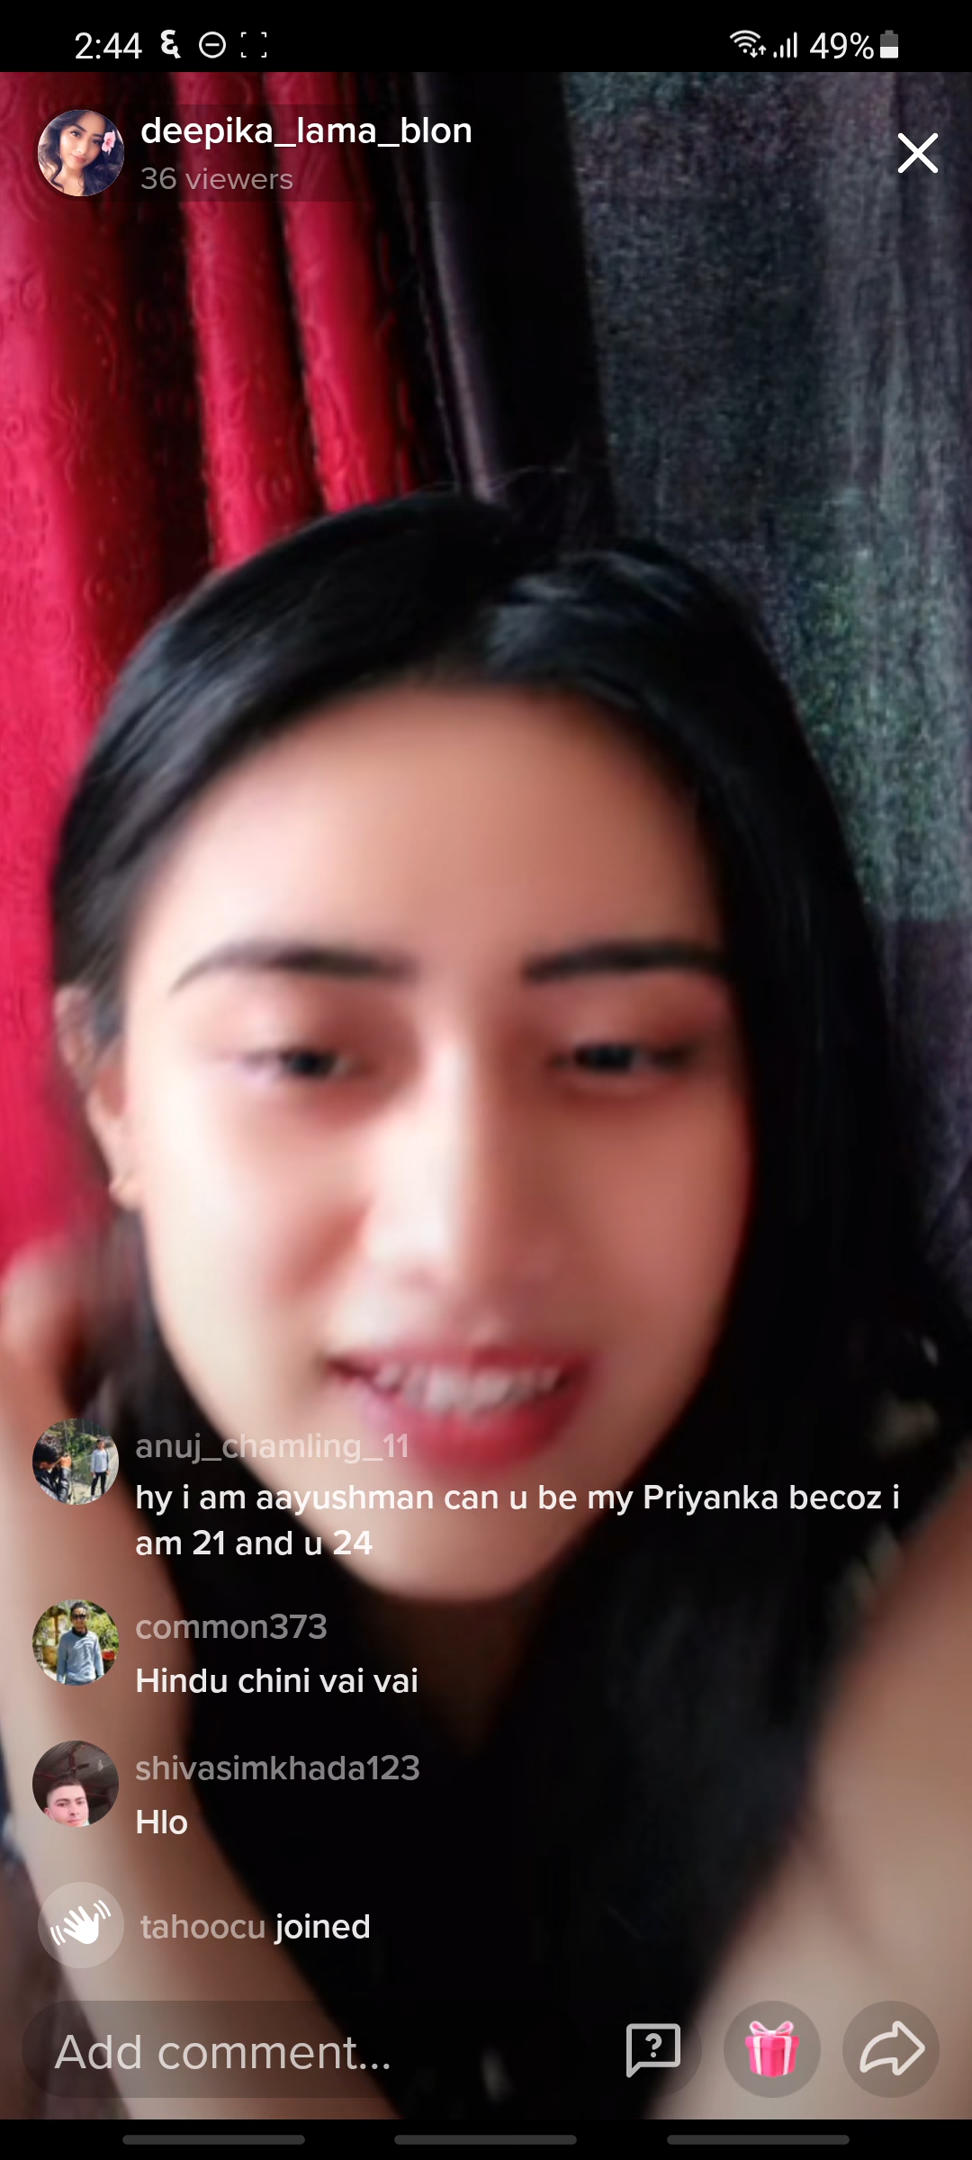 2:44 49%
deepika_lama_blon
36 viewers
anuj_chamling_11
hy i am aayushman can u be my Priyanka becoz i
am 21 and u 24
common373
Hindu chini vai vai
shivasimkhada123
Hlo
tahoocu joined
Add comment...
?